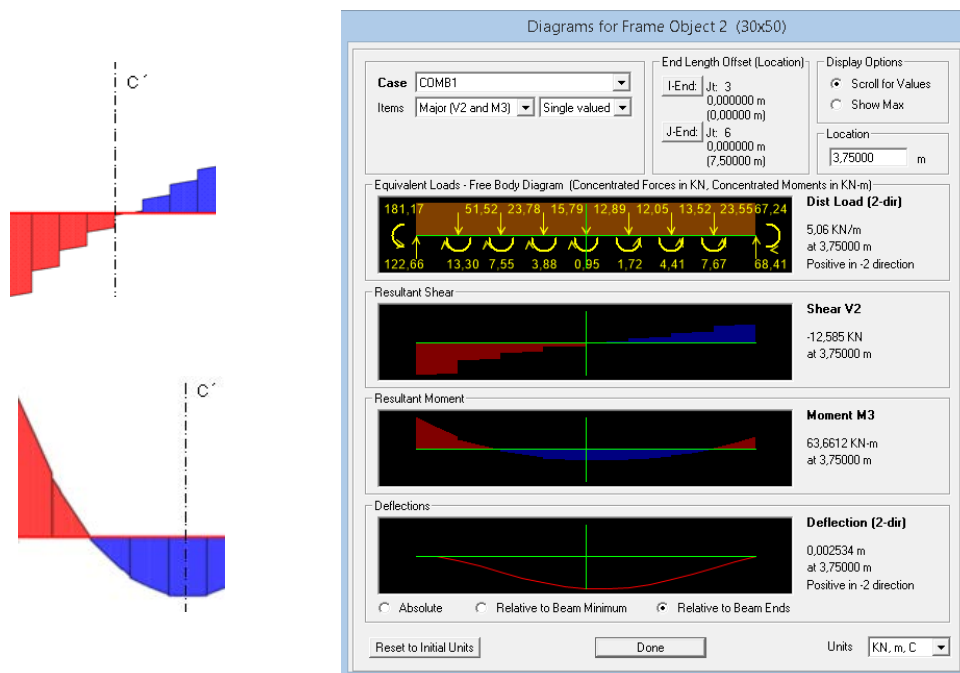 C´
C´
Diagrams for Frame Object 2 (30x50)
Case COMB1
Items Major (V2 and M3) Single valued
End Length Offset (Location)
I-End: Jt: 3
0,000000 m
(0,00000 m)
J-End: Jt: 6
0,000000 m
(7,50000 m)
Display Options
Scroll for Values
Show Max
Location
3,75000 m
Equivalent Loads - Free Body Diagram (Concentrated Forces in KN, Concentrated Moments in KN-m)
181,17 51,52 23,78 15,79 12,89 12,05 13,52 23,55 67,24
122,66 13,30 7,55 3,88 0,95 1,72 4,41 7,67 68,41
Dist Load (2-dir)
5,06 KN/m
at 3,75000 m
Positive in -2 direction
Resultant Shear
Shear V2
-12,585 KN
at 3,75000 m
Resultant Moment
Moment M3
63,6612 KN-m
at 3,75000 m
Deflections
Deflection (2-dir)
0,002534 m
at 3,75000 m
Positive in -2 direction
Absolute Relative to Beam Minimum Relative to Beam Ends
Reset to Initial Units Done Units KN, m, C